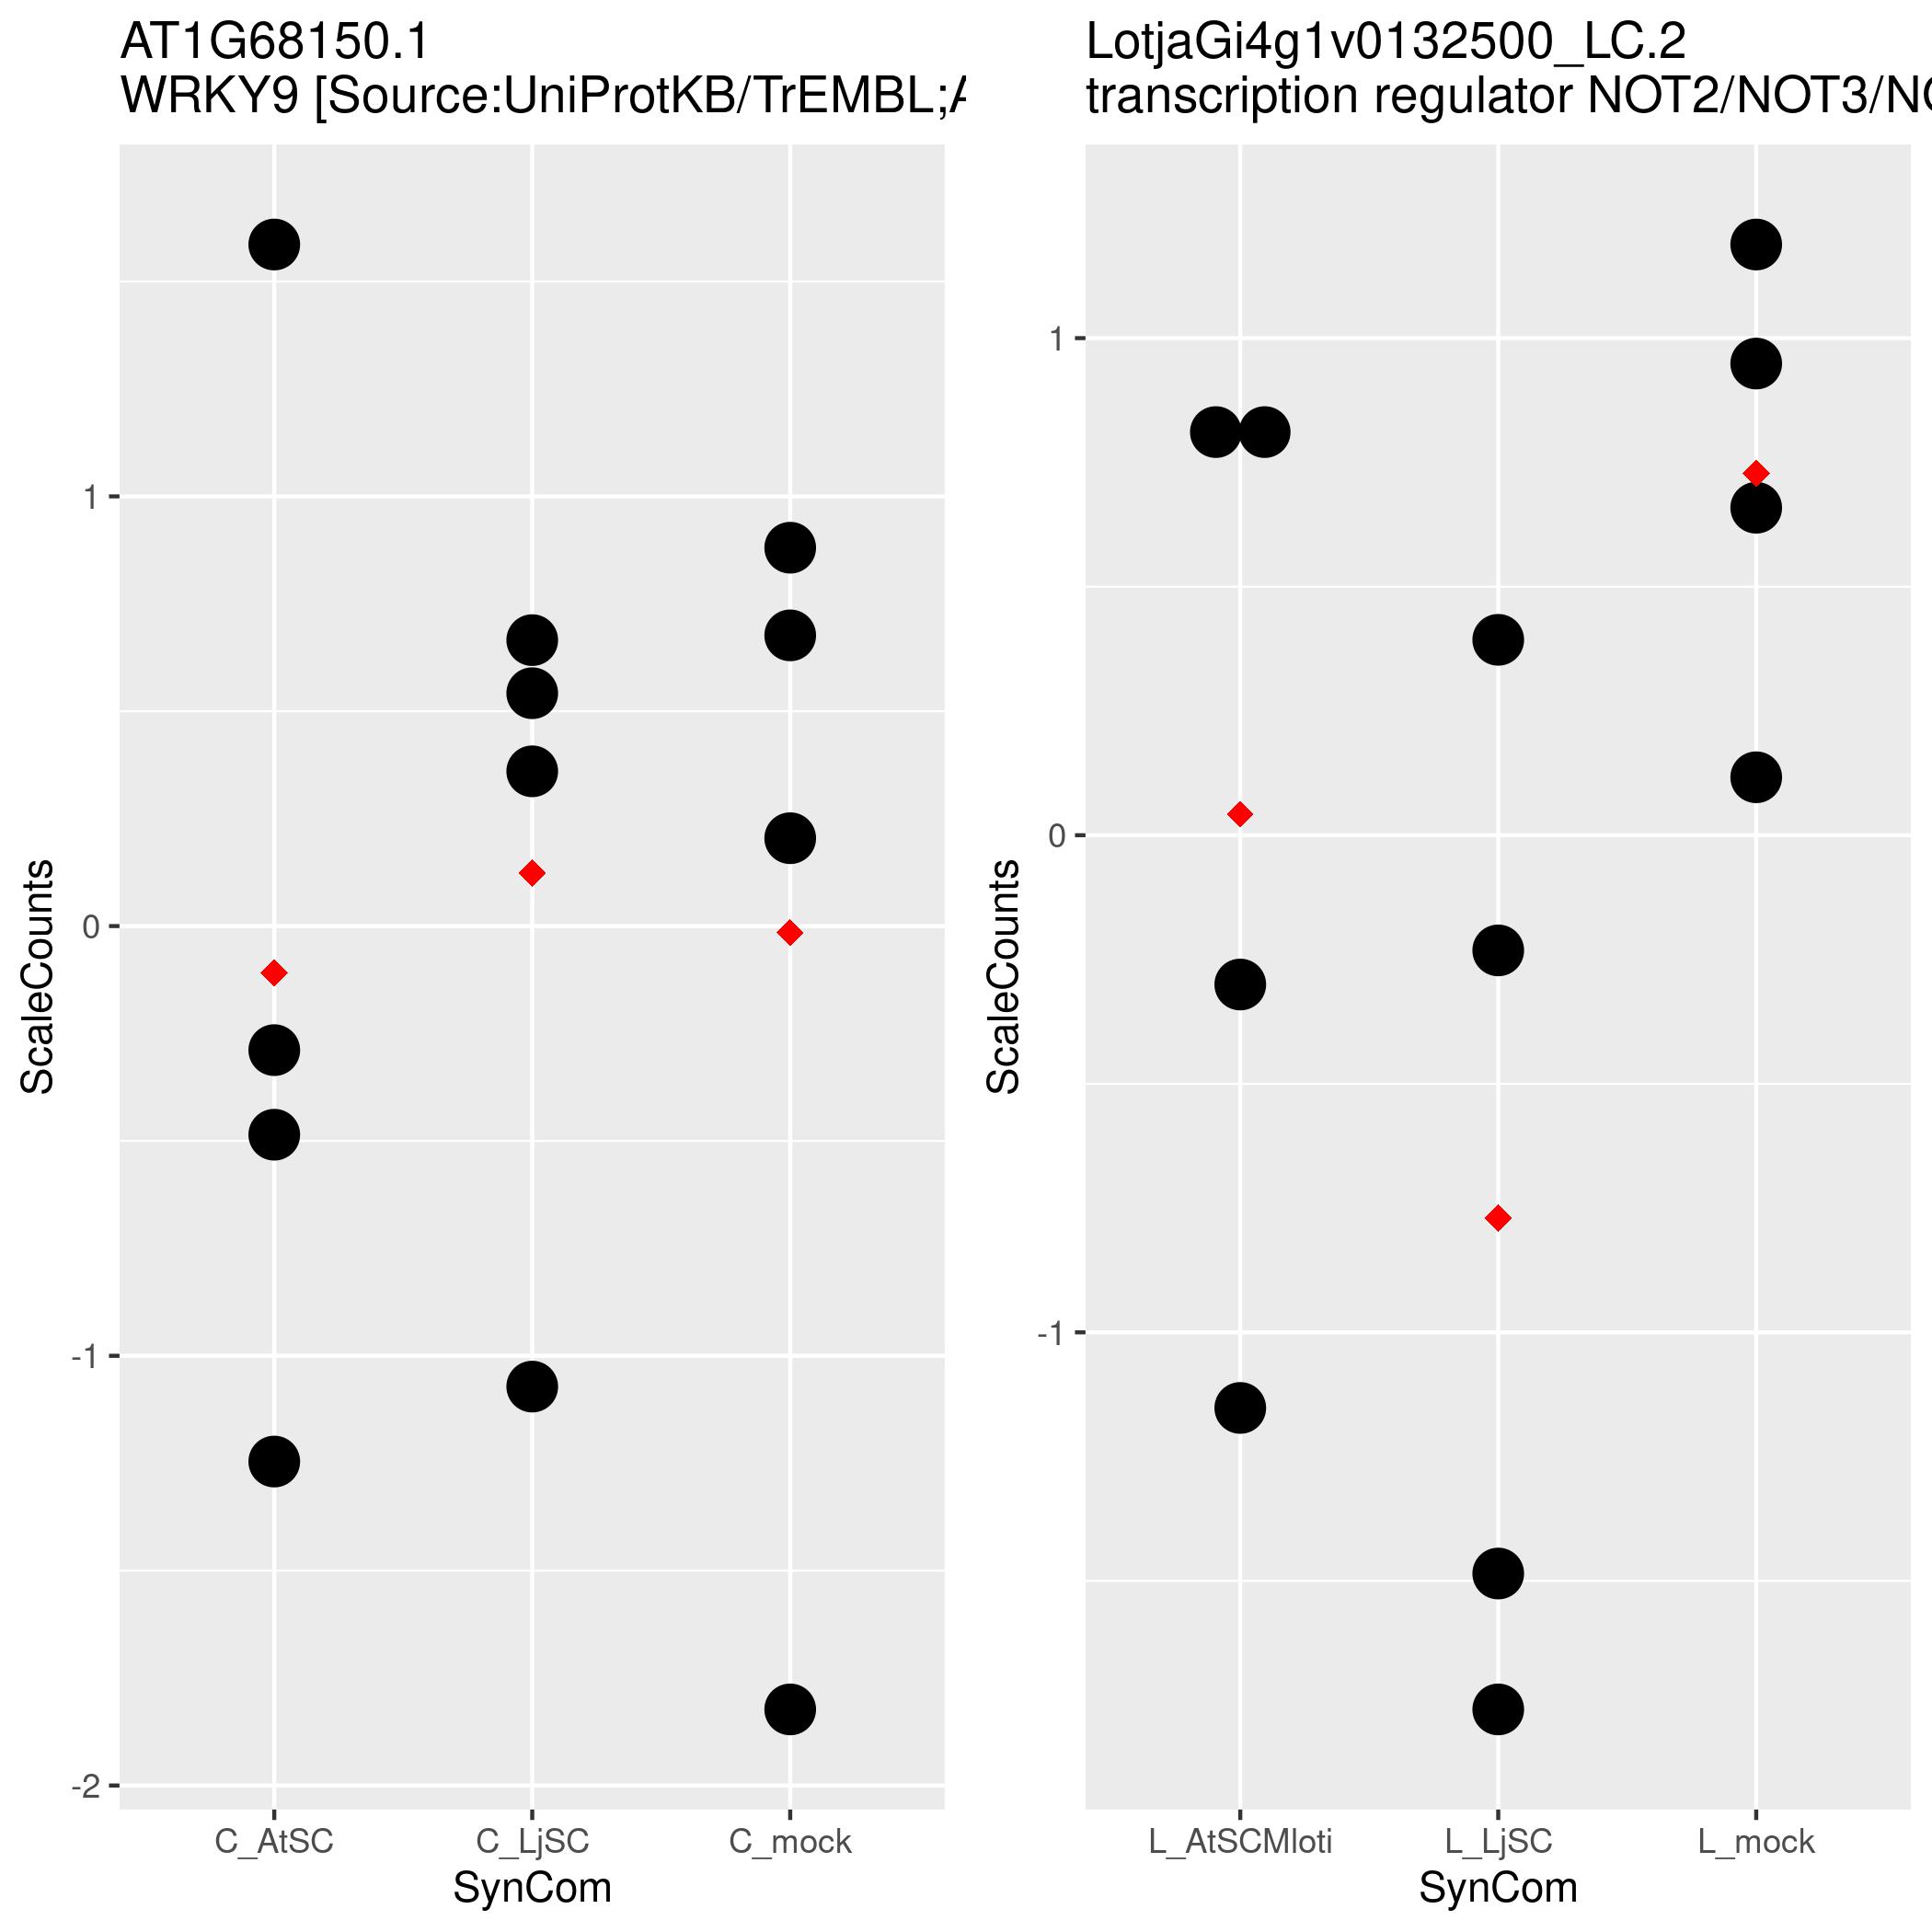 AT1G68150.1
WRKY9 [Source:UniProtKB/TrEMBL;
ScaleCounts
1
0
-1
-2
C_AtSC
C_LjSC
C_mock
SynCom
LotjaGi4g1v0132500_LC.2
transcription regulator NOT2/NOT3/
ScaleCounts
1
0
-1
L_AtSCMloti
L_LjSC
L_mock
SynCom